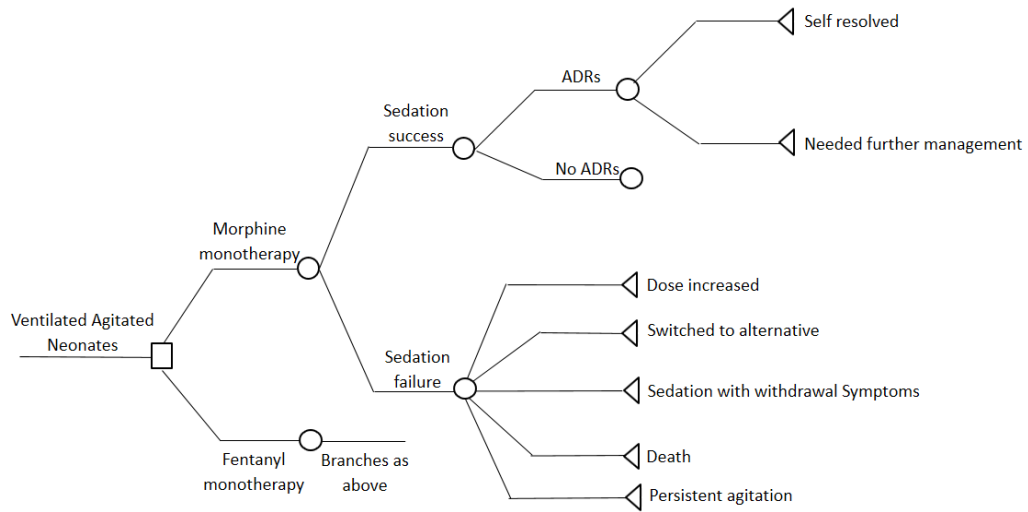 Self resolved
ADRs
Sedation
success
Needed further management
No ADRs
Morphine
monotherapy
Dose increased
Ventilated Agitated
Neonates
Switched to alternative
Sedation
failure
Sedation with withdrawal Symptoms
Death
Fentanyl
monotherapy
Branches as
above
Persistent agitation